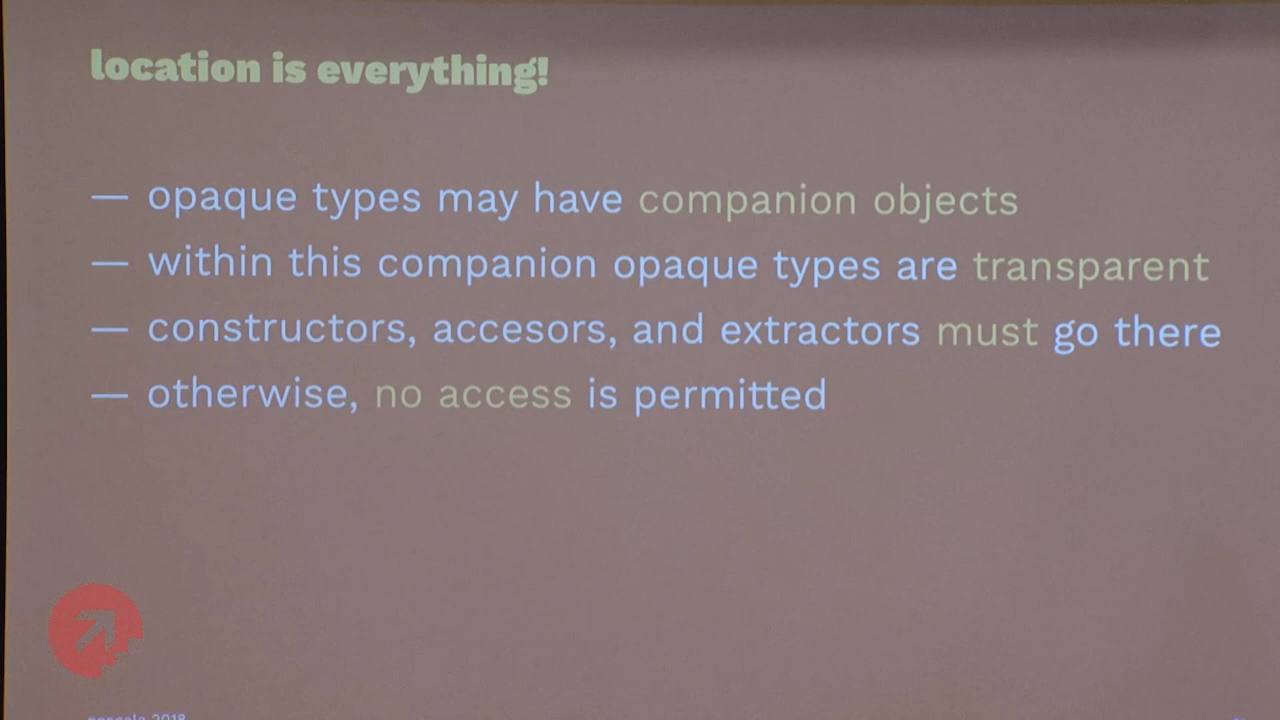 location is everything!
— opaque types may have companion objects
— within this companion opaque types are transparent
— constructors, accesors, and extractors must go there
— otherwise, no access is permitted
2018